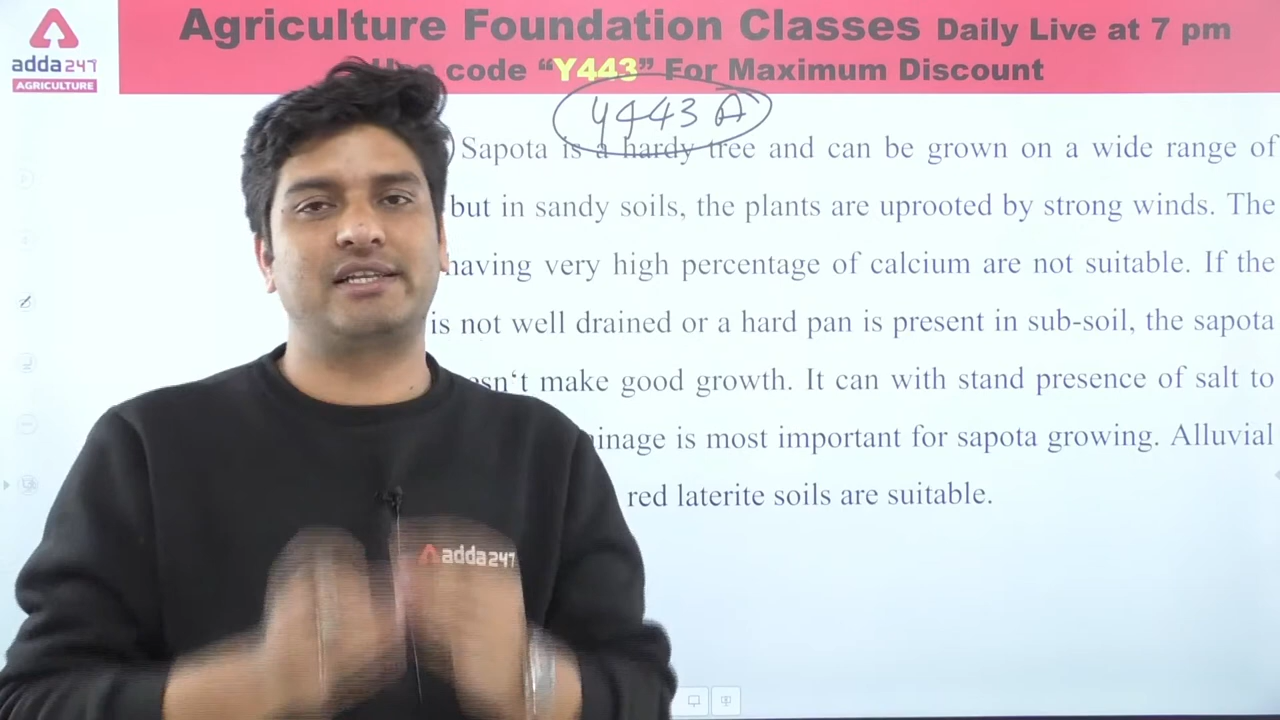 Agriculture Foundation Classes Daily Live at 7 pm
adda247
AGRICULTURE
code “Y443” For Maximum Discount
Y443 A
Sapota is a hardy tree and can be grown on a wide range of
but in sandy soils, the plants are uprooted by strong winds. The
having very high percentage of calcium are not suitable. If the
is not well drained or a hard pan is present in sub-soil, the sapota
make good growth. It can with stand presence of salt to
is most important for sapota growing. Alluvial
red laterite soils are suitable.
adda247